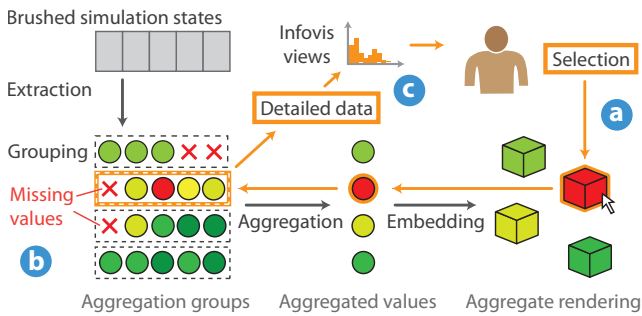 Brushed simulation states
Infovis
views
Selection
Extraction
a
c
Detailed data
Grouping
Missing
values
Aggregation
Embedding
b
Aggregation groups
Aggregated values
Aggregate rendering